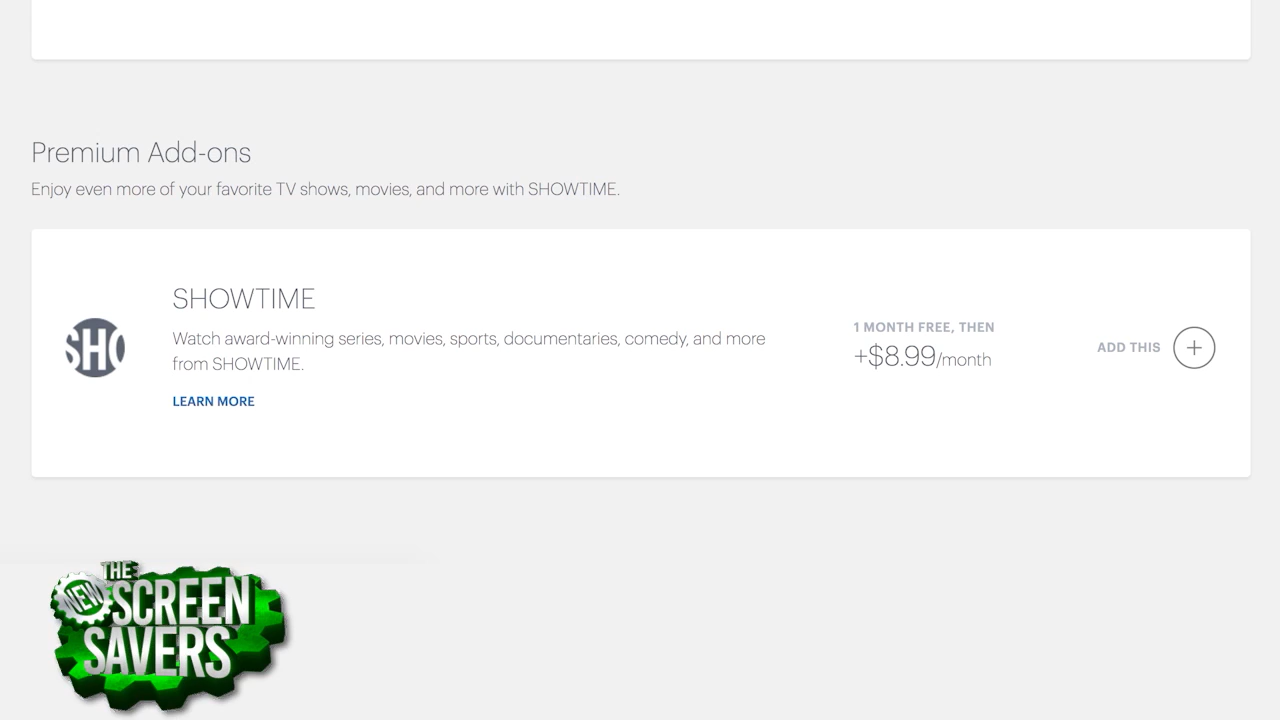 Premium Add-ons
Enjoy even more of your favorite TV shows, movies, and more with SHOWTIME.
SHO
SHOWTIME
Watch award-winning series, movies, sports, documentaries, comedy, and more
from SHOWTIME.
LEARN MORE
1 MONTH FREE, THEN
+$8.99/month
ADD THIS
THE
NEW
SCREEN
SAVERS